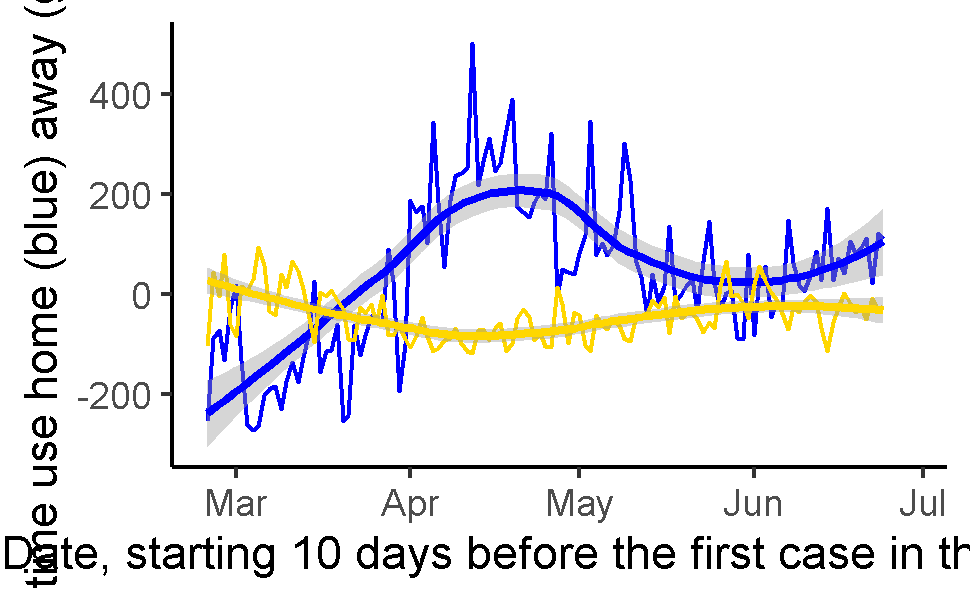 time use home (blue) away (
400
200
0
-200
Mar Apr May Jun Jul
Date, starting 10 days before the first case in th